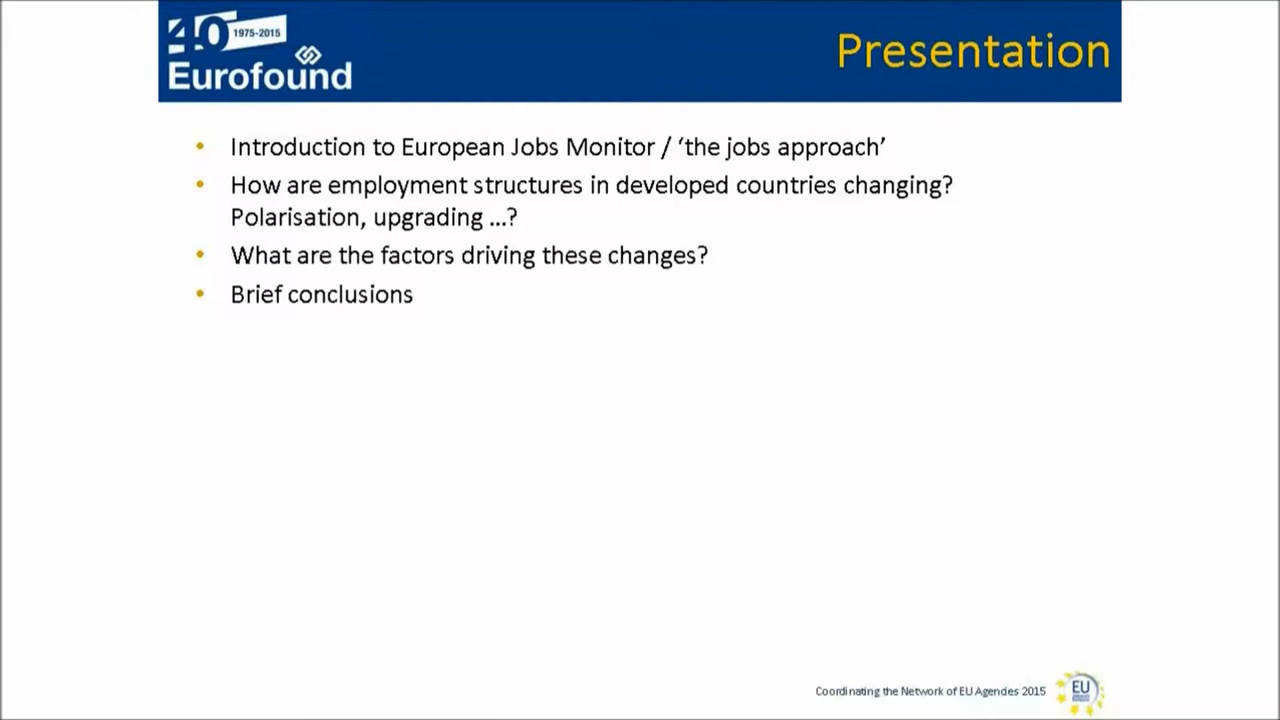 40 1975-2015
Eurofound
Presentation
• Introduction to European Jobs Monitor / ‘the jobs approach’
• How are employment structures in developed countries changing?
Polarisation, upgrading ...?
• What are the factors driving these changes?
• Brief conclusions
Coordinating the Network of EU Agencies 2015
EU